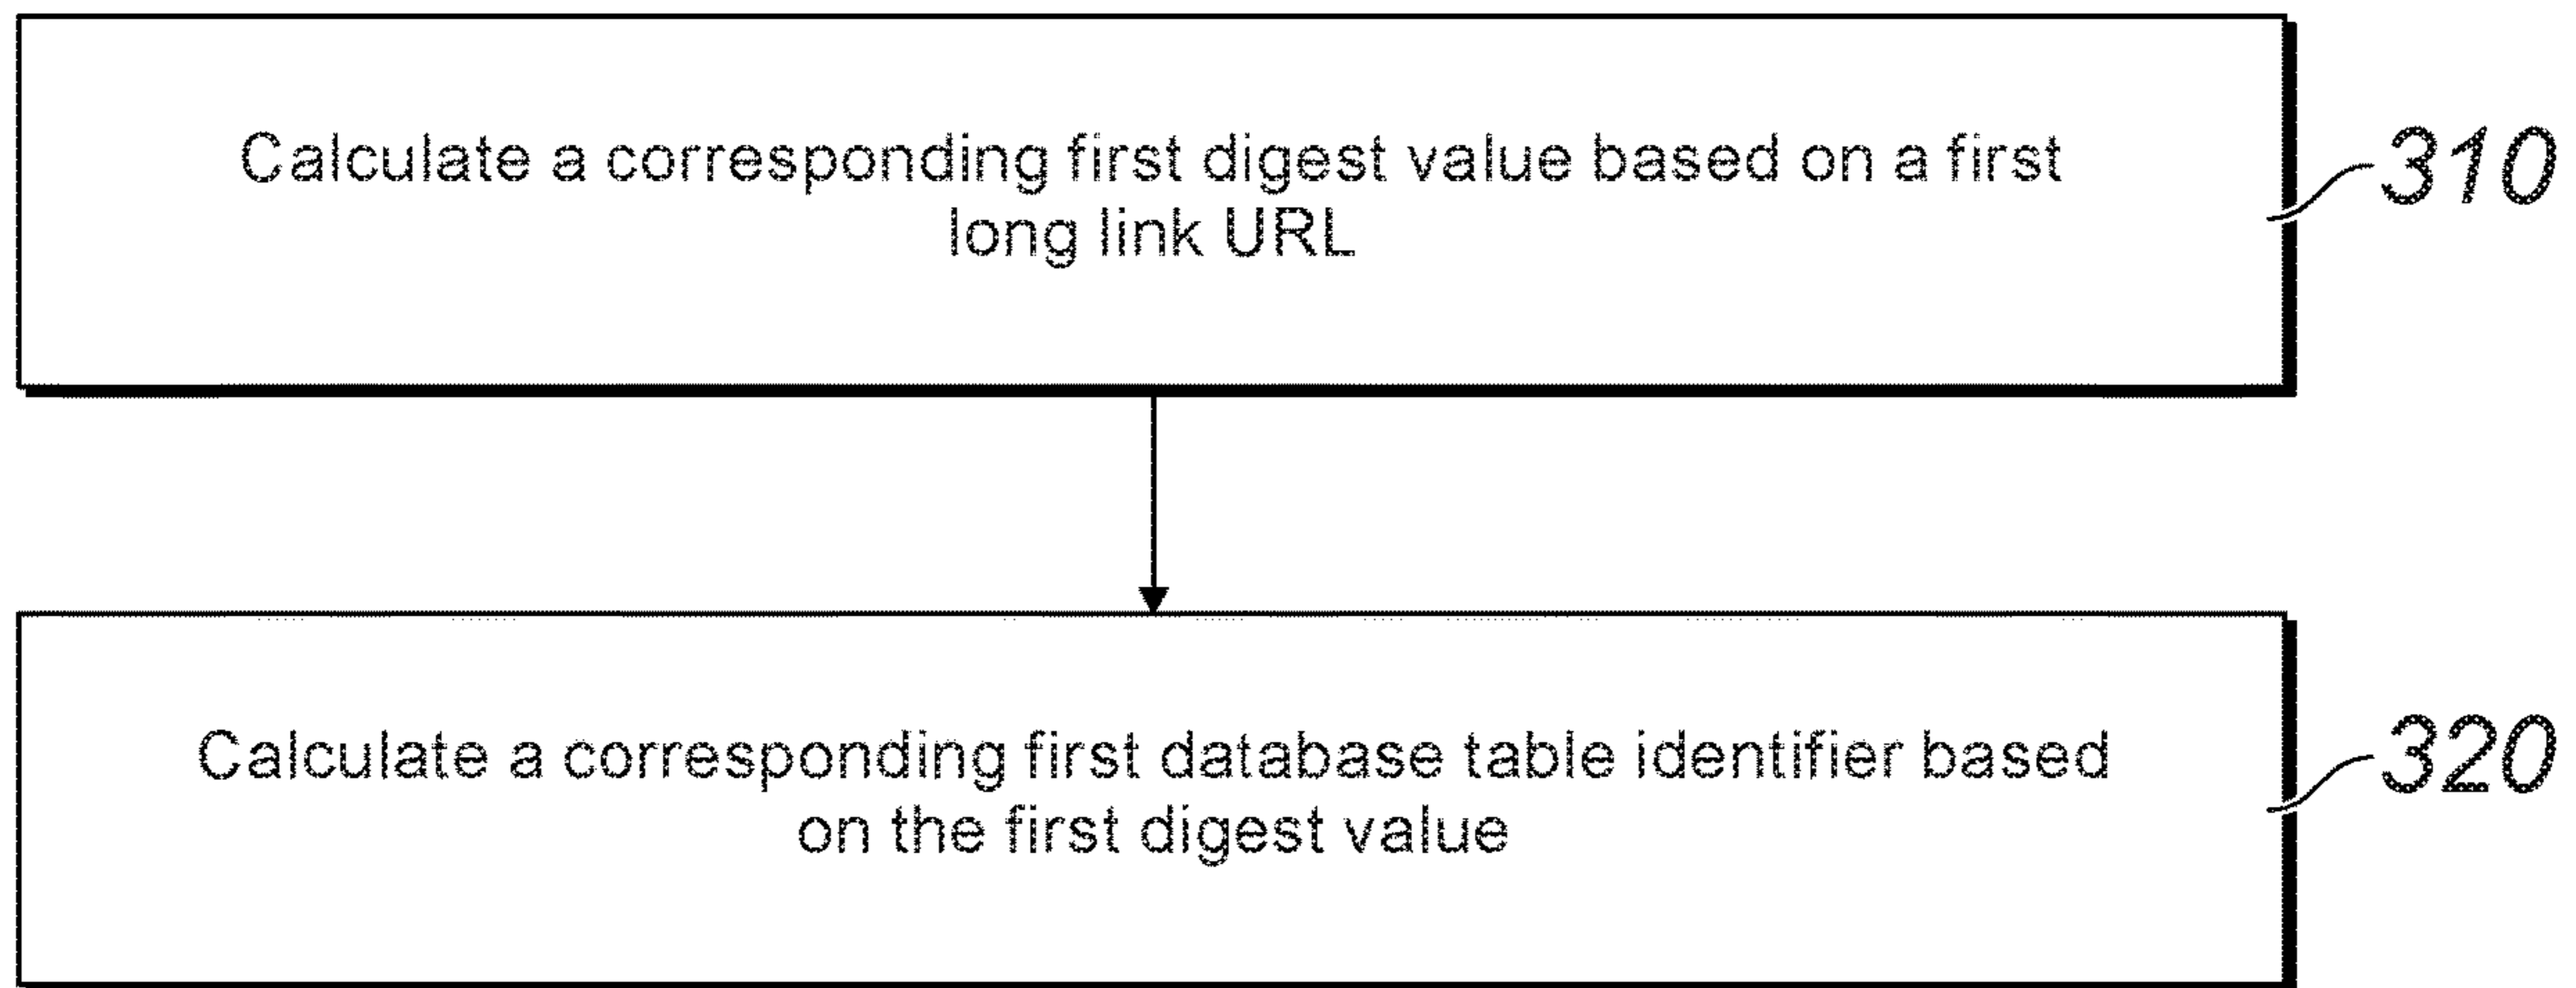 Calculate a corresponding first digest value based on a first
long link URL
310
Calculate a corresponding first database table identifier based
on the first digest value
320